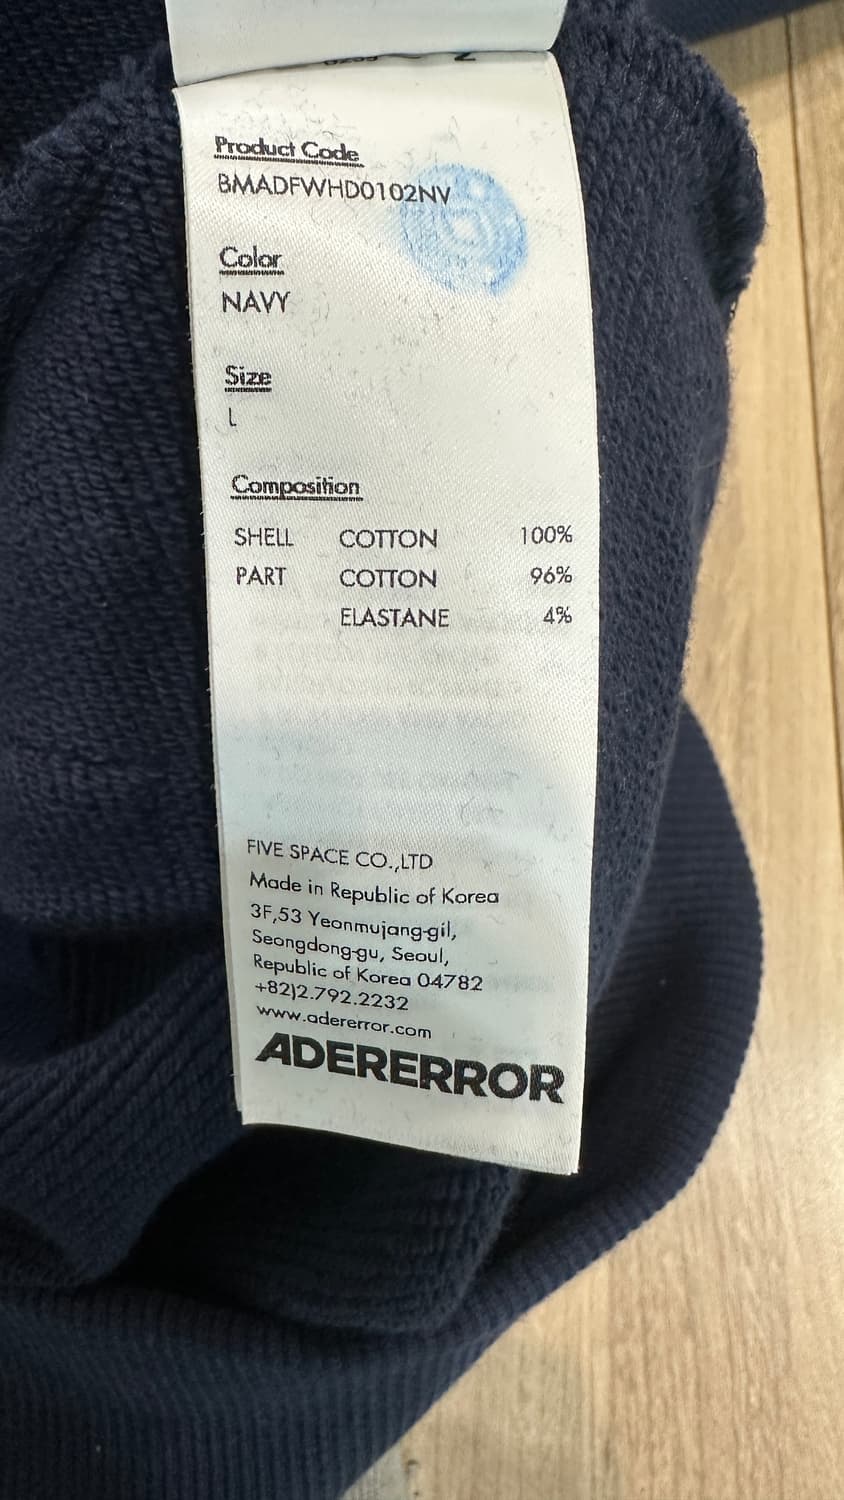 Product Code
BMADFWHD0102NV
Color
NAVY
Size
L
Composition
SHELL COTTON 100%
PART COTTON 96%
ELASTANE 4%
FIVE SPACE CO.,LTD
Made in Republic of Korea
3F,53 Yeonmujang-gil,
Seongdong-gu, Seoul,
Republic of Korea 04782
+82)2.792.2232
www.adererror.com
ADERERROR